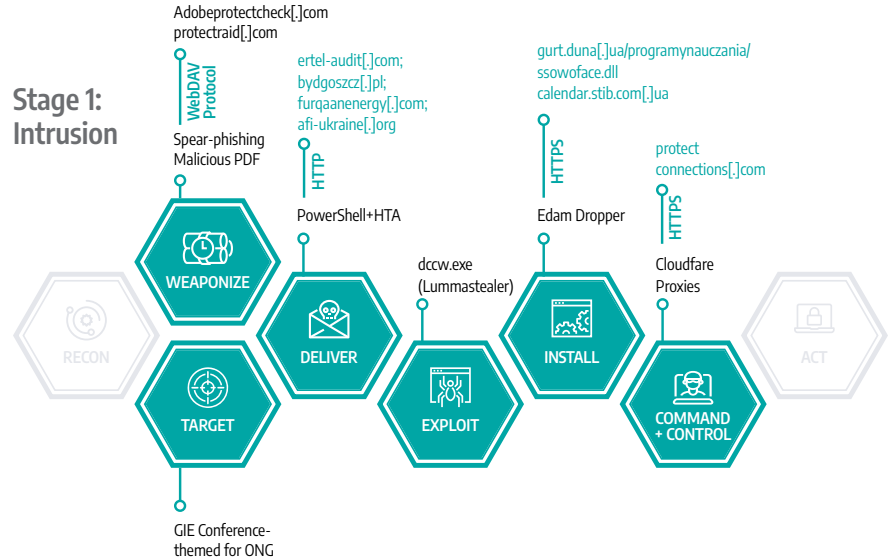 Stage 1:
Intrusion
Adobeprotectcheck[.]com
protectraid[.]com
WebDAV
Protocol
Spear-phishing
Malicious PDF
ertel-audit[.]com;
bydgoszcz[.]pl;
furqaanenergy[.]com;
afi-ukraine[.]org
HTTP
PowerShell+HTA
dccw.exe
(Lummastealer)
gurt.duna[.]ua/programynauczania/
ssowoface.dll
calendar.stib.com[.]ua
HTTPS
Edam Dropper
protect
connections[.]com
HTTPS
Cloudfare
Proxies
RECON
WEAPONIZE
TARGET
DELIVER
EXPLOIT
INSTALL
COMMAND
+ CONTROL
ACT
GIE Conference-
themed for ONG